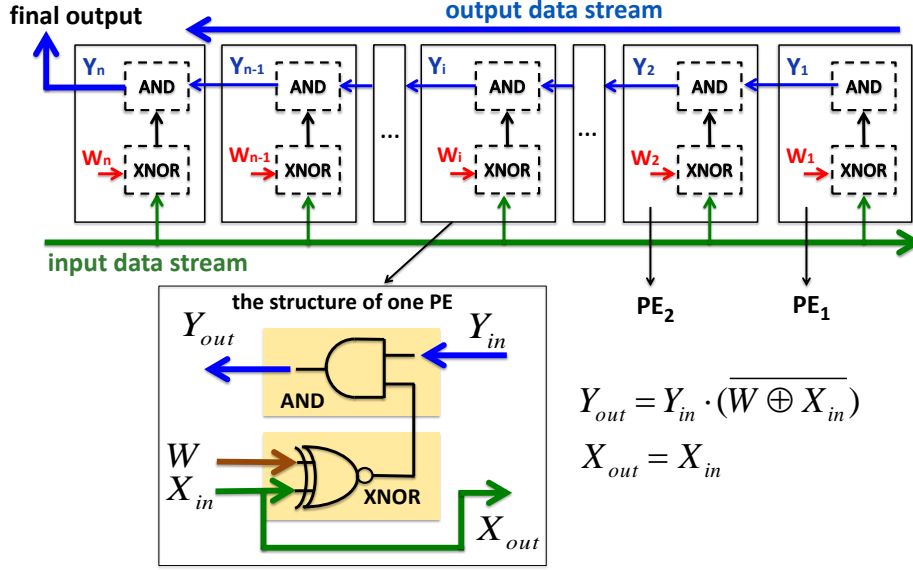 final output
output data stream
Yn Yn-1 Yi Y2 Y1
AND AND AND AND AND
... ...
Wn Wn-1 Wi W2 W1
XNOR XNOR XNOR XNOR XNOR
input data stream
PE2 PE1
the structure of one PE
Yout Yin
AND
W
Xin
XNOR
Xout
Yout = Yin · (\overline{W ⊕ Xin})
Xout = Xin